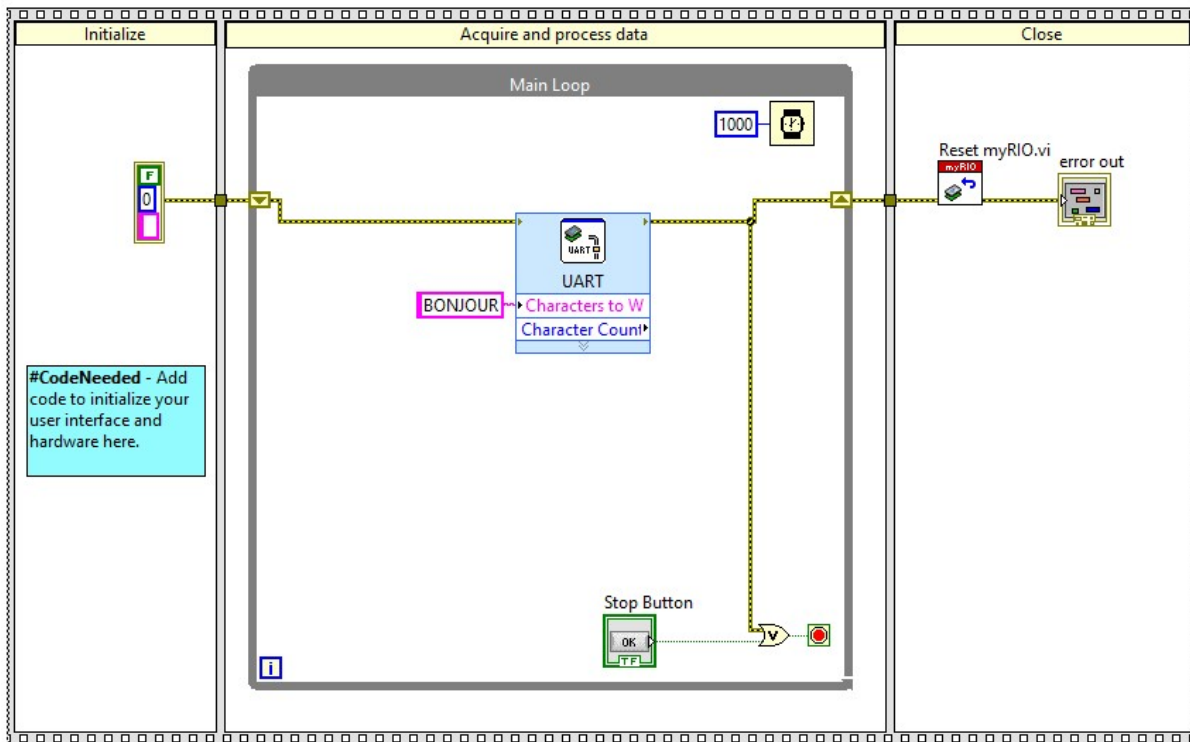 Initialize
Acquire and process data
Close
Main Loop
1000
Reset myRIO.vi
myRIO
error out
F
0
UART
UART
BONJOUR
Characters to W
Character Count
#CodeNeeded - Add
code to initialize your
user interface and
hardware here.
Stop Button
OK
TF
V
i